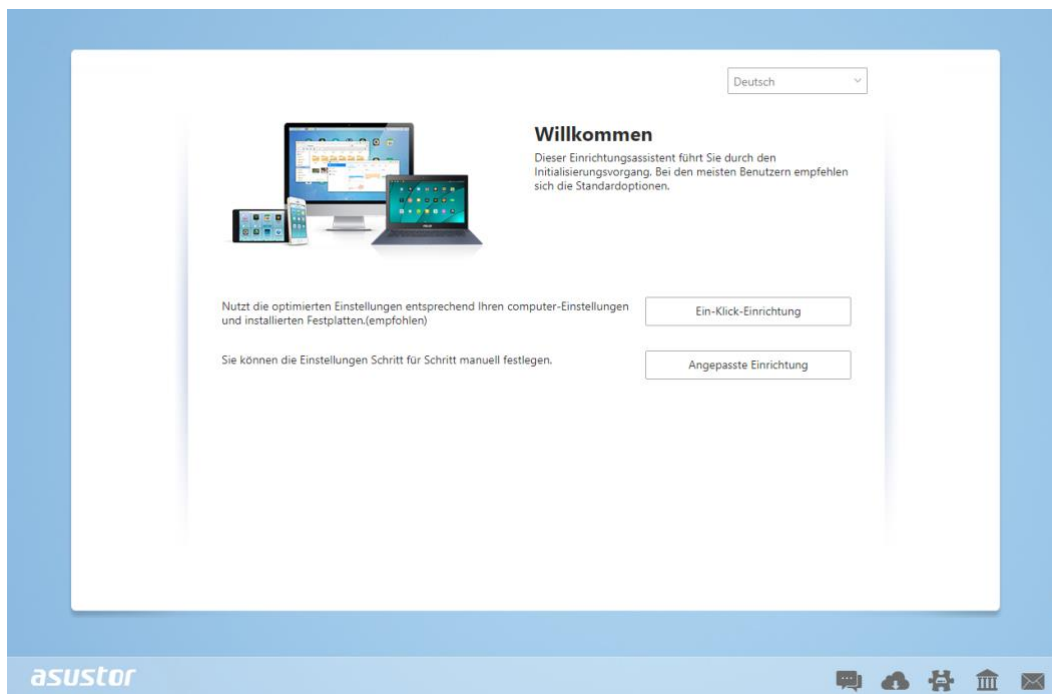 Deutsch
Willkommen
Dieser Einrichtungsassistent führt Sie durch den
Initialisierungsvorgang. Bei den meisten Benutzern empfehlen
sich die Standardoptionen.
Nutzt die optimierten Einstellungen entsprechend Ihren computer-Einstellungen
und installierten Festplatten.(empfohlen)
Ein-Klick-Einrichtung
Sie können die Einstellungen Schritt für Schritt manuell festlegen.
Angepasste Einrichtung
asustor